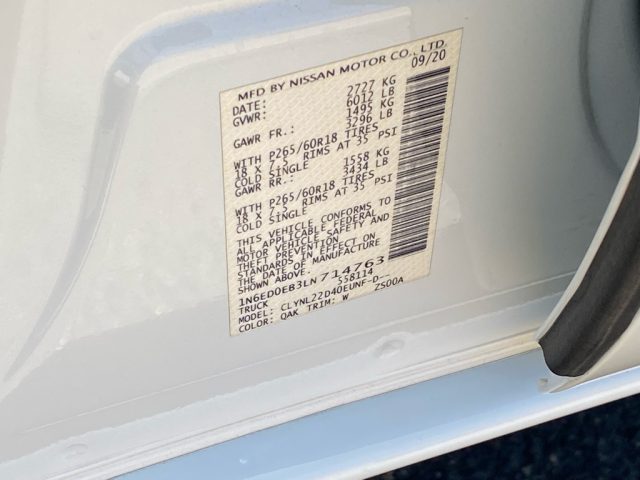 MFD BY NISSAN MOTOR CO., LTD.
DATE: 09/20
GVWR: 2727 KG
6012 LB
GAWR FR.: 1495 KG
3296 LB
WITH P265/60R18 TIRES
18 X 7.5 RIMS AT 35 PSI
COLD SINGLE
GAWR RR.: 1558 KG
3434 LB
WITH P265/60R18 TIRES
18 X 7.5 RIMS AT 35 PSI
COLD SINGLE
THIS VEHICLE CONFORMS TO
ALL APPLICABLE FEDERAL
MOTOR VEHICLE SAFETY AND
THEFT PREVENTION
STANDARDS IN EFFECT ON
THE DATE OF MANUFACTURE
SHOWN ABOVE.
1N6ED0EB3LN714763
TRUCK 558114
MODEL: CLYNL22D40EUNF-D--
COLOR: QAK TRIM: W ZS00A